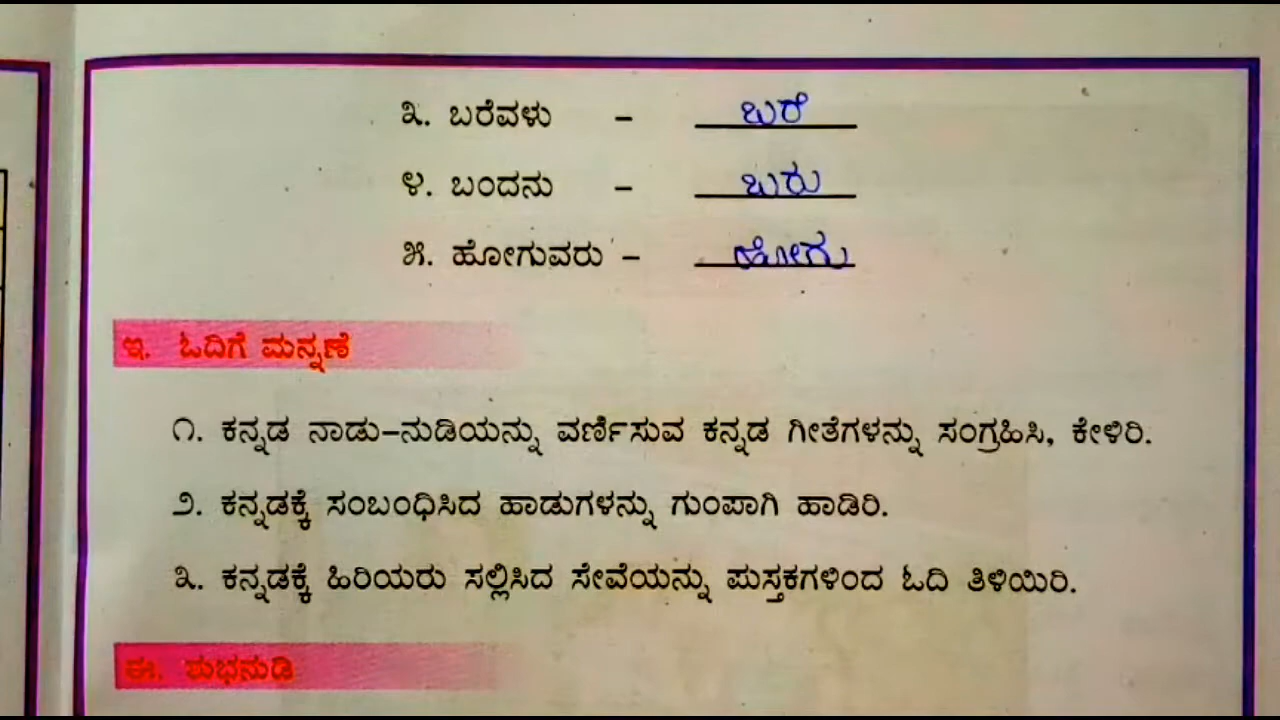 ೩. ಬರೆವಳು – ಬರೆ
೪. ಬಂದನು – ಬರು
೫. ಹೋಗುವರು – ಹೋಗು
ಇ. ಓದಿಗೆ ಮನ್ನಣೆ
೧. ಕನ್ನಡ ನಾಡು–ನುಡಿಯನ್ನು ವರ್ಣಿಸುವ ಕನ್ನಡ ಗೀತೆಗಳನ್ನು ಸಂಗ್ರಹಿಸಿ, ಕೇಳಿರಿ.
೨. ಕನ್ನಡಕ್ಕೆ ಸಂಬಂಧಿಸಿದ ಹಾಡುಗಳನ್ನು ಗುಂಪಾಗಿ ಹಾಡಿರಿ.
೩. ಕನ್ನಡಕ್ಕೆ ಹಿರಿಯರು ಸಲ್ಲಿಸಿದ ಸೇವೆಯನ್ನು ಪುಸ್ತಕಗಳಿಂದ ಓದಿ ತಿಳಿಯಿರಿ.
ಈ. ಶುಭನುಡಿ